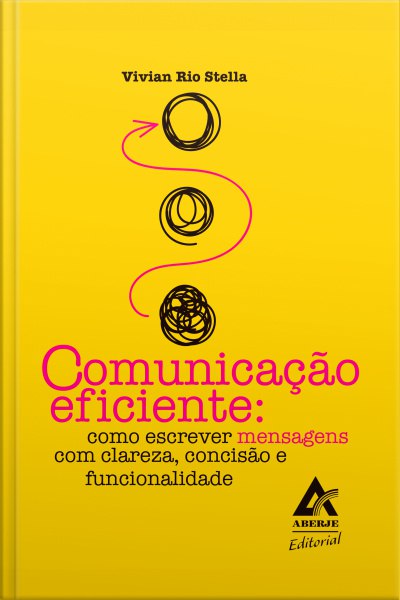 Vivian Rio Stella
Comunicação
eficiente:
como escrever mensagens
com clareza, concisão e
funcionalidade
ABERJE
Editorial